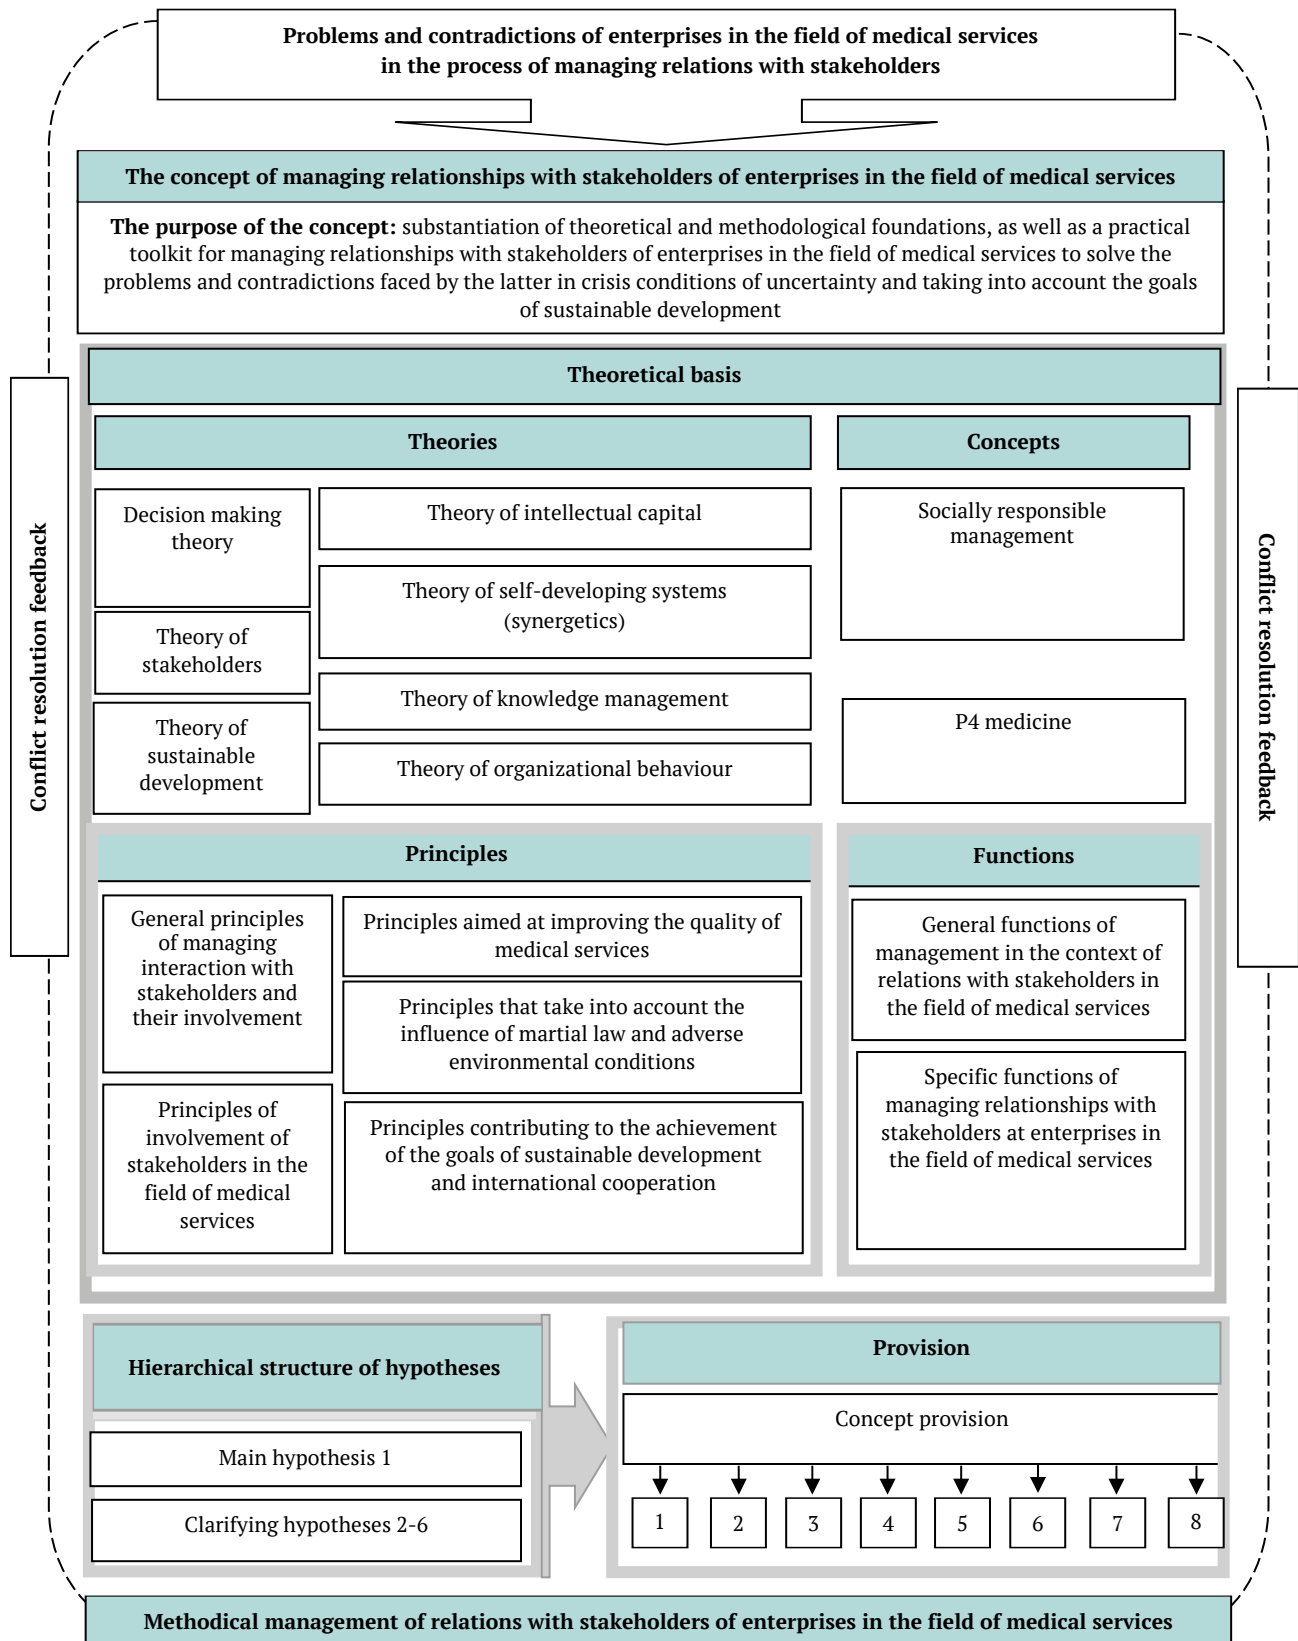 Problems and contradictions of enterprises in the field of medical services
in the process of managing relations with stakeholders
The concept of managing relationships with stakeholders of enterprises in the field of medical services
The purpose of the concept: substantiation of theoretical and methodological foundations, as well as a practical
toolkit for managing relationships with stakeholders of enterprises in the field of medical services to solve the
problems and contradictions faced by the latter in crisis conditions of uncertainty and taking into account the goals
of sustainable development
Conflict resolution feedback
Conflict resolution feedback
Theoretical basis
Theories
Decision making
theory
Theory of
stakeholders
Theory of
sustainable
development
Theory of intellectual capital
Theory of self-developing systems
(synergetics)
Theory of knowledge management
Theory of organizational behaviour
Concepts
Socially responsible
management
P4 medicine
Principles
General principles
of managing
interaction with
stakeholders and
their involvement
Principles of
involvement of
stakeholders in the
field of medical
services
Principles aimed at improving the quality of
medical services
Principles that take into account the
influence of martial law and adverse
environmental conditions
Principles contributing to the achievement
of the goals of sustainable development
and international cooperation
Functions
General functions of
management in the context of
relations with stakeholders in
the field of medical services
Specific functions of
managing relationships with
stakeholders at enterprises in
the field of medical services
Hierarchical structure of hypotheses
Main hypothesis 1
Clarifying hypotheses 2-6
Provision
Concept provision
1 2 3 4 5 6 7 8
Methodical management of relations with stakeholders of enterprises in the field of medical services